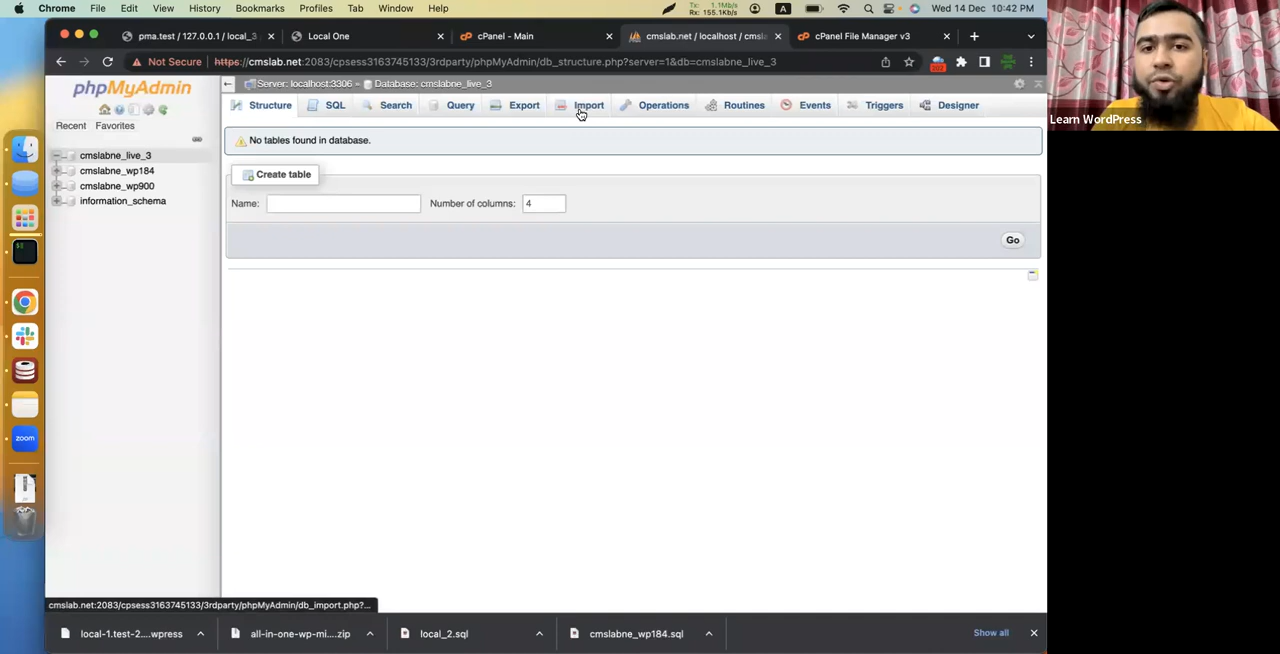 Chrome File Edit View History Bookmarks Profiles Tab Window Help Tx: 1.1Mb/s Rx: 155.1Kb/s A Wed 14 Dec 10:42 PM
pma.test / 127.0.0.1 / local_3 Local One cPanel - Main cmslab.net / localhost / cmsla cPanel File Manager v3
Not Secure https://cmslab.net:2083/cpsess3163745133/3rdparty/phpMyAdmin/db_structure.php?server=1&db=cmslabne_live_3
phpMyAdmin
Recent Favorites
cmslabne_live_3
cmslabne_wp184
cmslabne_wp900
information_schema
Server: localhost:3306 » Database: cmslabne_live_3
Structure SQL Search Query Export Import Operations Routines Events Triggers Designer
No tables found in database.
Create table
Name: Number of columns: 4
Go
Learn WordPress
zoom
cmslab.net:2083/cpsess3163745133/3rdparty/phpMyAdmin/db_import.php?...
local-1.test-2....wpress all-in-one-wp-mi....zip local_2.sql cmslabne_wp184.sql Show all